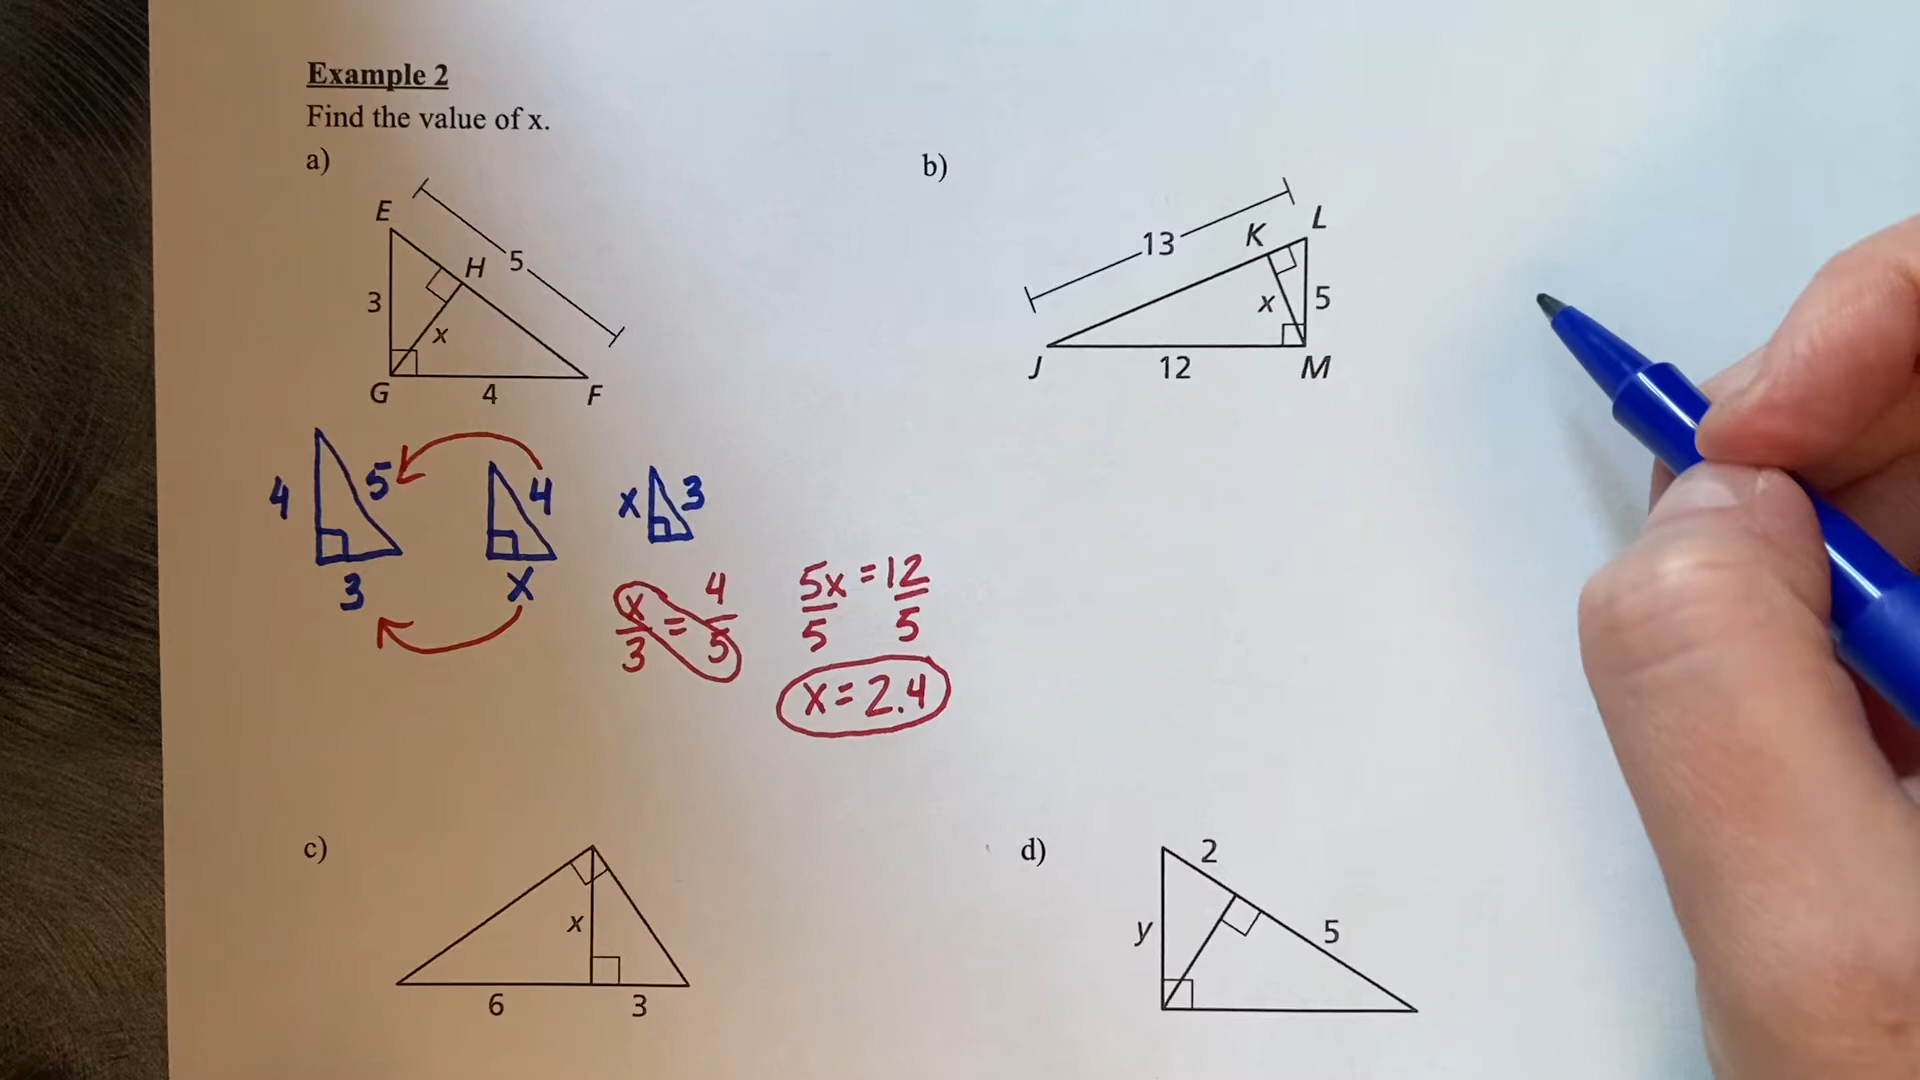 Example 2
Find the value of x.
a)
E
5
H
3
x
G
4
F
4
5
3
4
x
x
3
x/3 = 4/5
5x/5 = 12/5
x = 2.4
b)
13
K
L
x
5
J
12
M
c)
x
6
3
d)
2
y
5